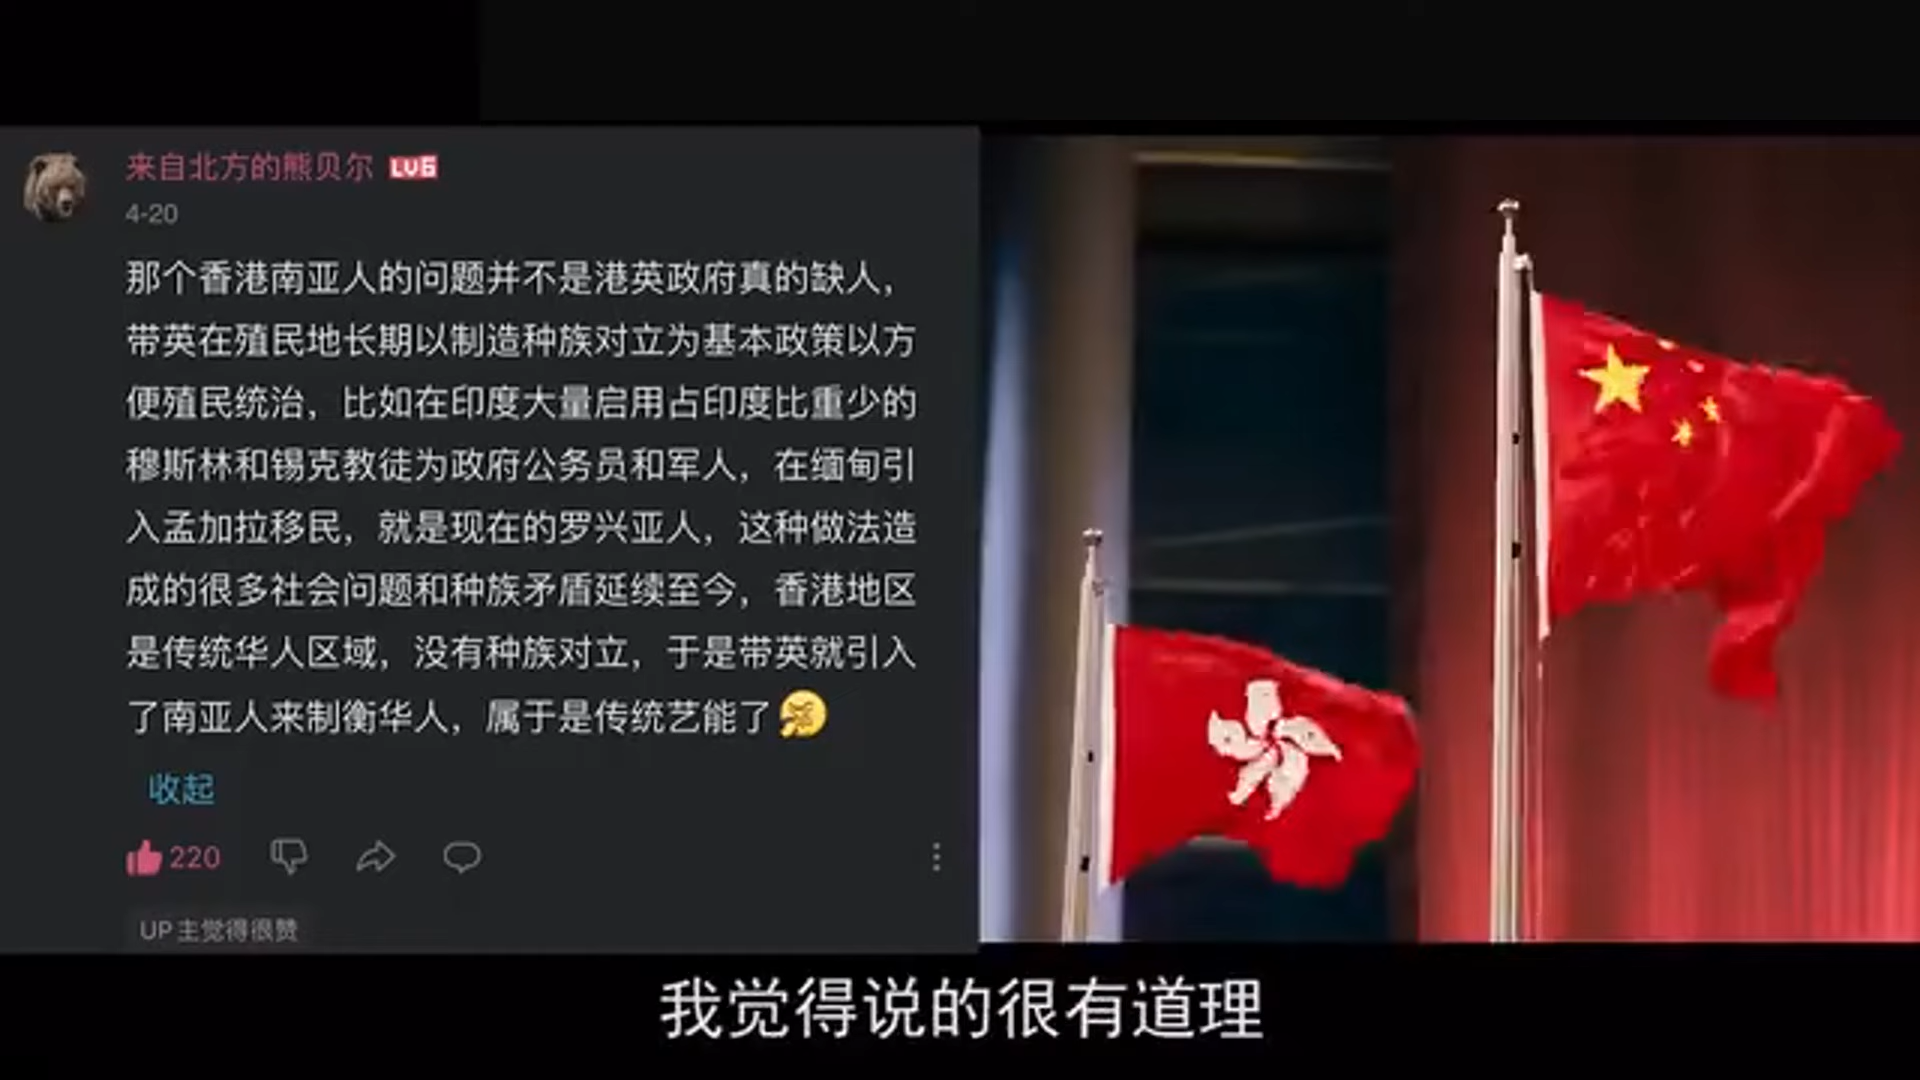 来自北方的熊贝尔 LV6
4-20
那个香港南亚人的问题并不是港英政府真的缺人，
带英在殖民地长期以制造种族对立为基本政策以方
便殖民统治，比如在印度大量启用占印度比重少的
穆斯林和锡克教徒为政府公务员和军人，在缅甸引
入孟加拉移民，就是现在的罗兴亚人，这种做法造
成的很多社会问题和种族矛盾延续至今，香港地区
是传统华人区域，没有种族对立，于是带英就引入
了南亚人来制衡华人，属于是传统艺能了
收起
220
UP主觉得很赞
我觉得说的很有道理